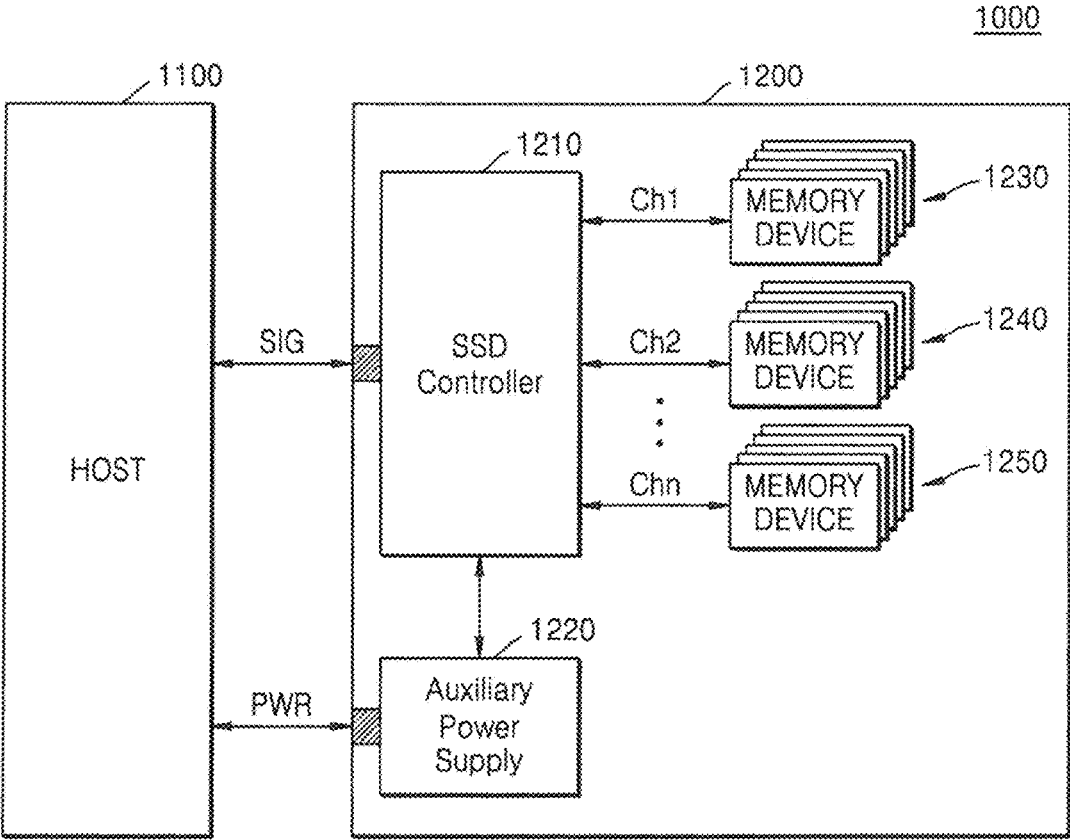 1000
1100
1200
1210
Ch1
MEMORY
DEVICE
1230
SIG
SSD
Controller
Ch2
MEMORY
DEVICE
1240
HOST
Chn
MEMORY
DEVICE
1250
1220
PWR
Auxiliary
Power
Supply